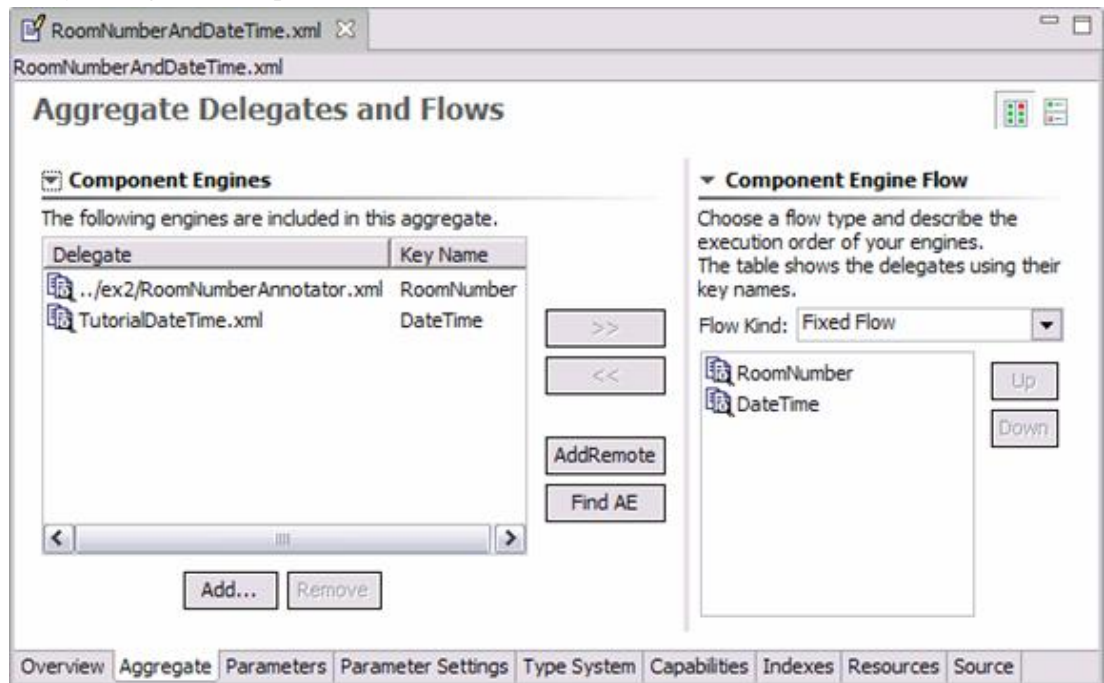 RoomNumberAndDateTime.xml
RoomNumberAndDateTime.xml
Aggregate Delegates and Flows
Component Engines
The following engines are included in this aggregate.
Delegate Key Name
../ex2/RoomNumberAnnotator.xml RoomNumber
TutorialDateTime.xml DateTime
>>
<<
AddRemote
Find AE
Add... Remove
Component Engine Flow
Choose a flow type and describe the
execution order of your engines.
The table shows the delegates using their
key names.
Flow Kind: Fixed Flow
RoomNumber
DateTime
Up
Down
Overview Aggregate Parameters Parameter Settings Type System Capabilities Indexes Resources Source